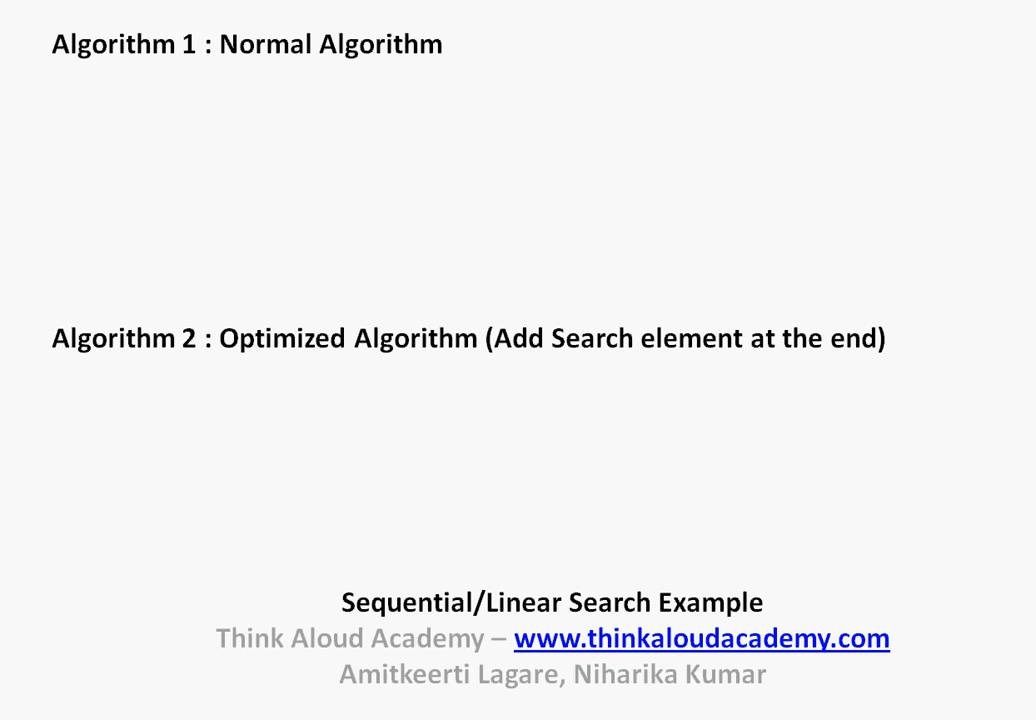 Algorithm 1 : Normal Algorithm
Algorithm 2 : Optimized Algorithm (Add Search element at the end)
Sequential/Linear Search Example
Think Aloud Academy – www.thinkaloudacademy.com
Amitkeerti Lagare, Niharika Kumar